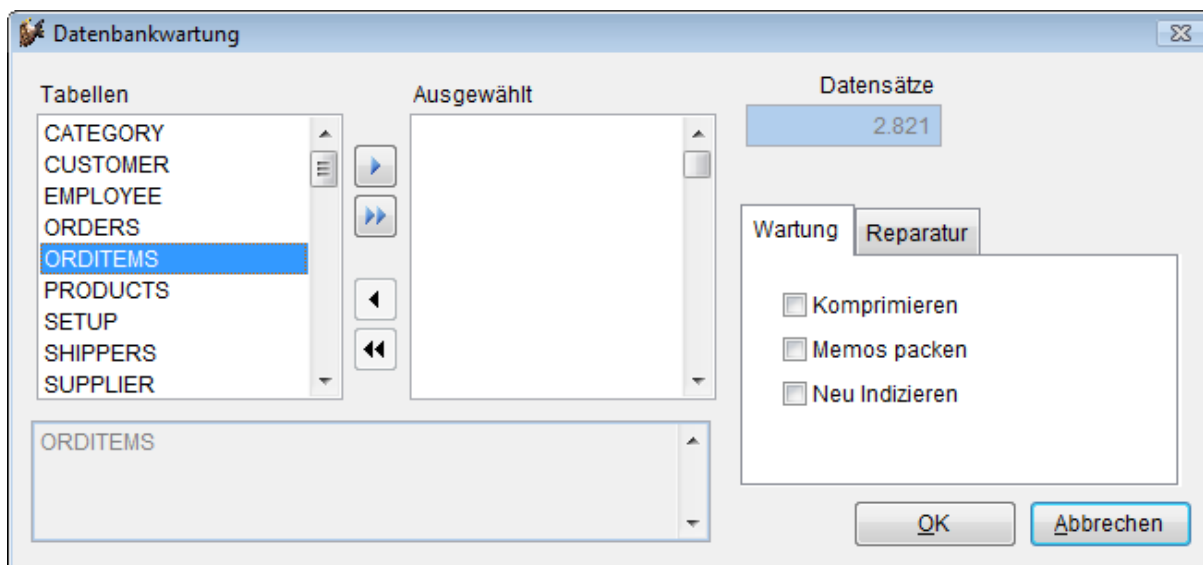 Datenbankwartung
Tabellen
CATEGORY
CUSTOMER
EMPLOYEE
ORDERS
ORDITEMS
PRODUCTS
SETUP
SHIPPERS
SUPPLIER
Ausgewählt
Datensätze
2.821
Wartung
Reparatur
Komprimieren
Memos packen
Neu Indizieren
ORDITEMS
OK
Abbrechen